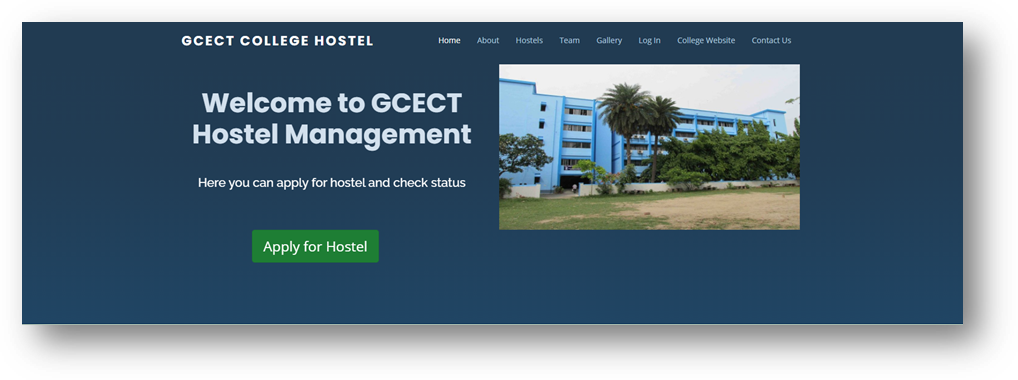 GCECT COLLEGE HOSTEL
Home About Hostels Team Gallery Log In College Website Contact Us
Welcome to GCECT
Hostel Management
Here you can apply for hostel and check status
Apply for Hostel